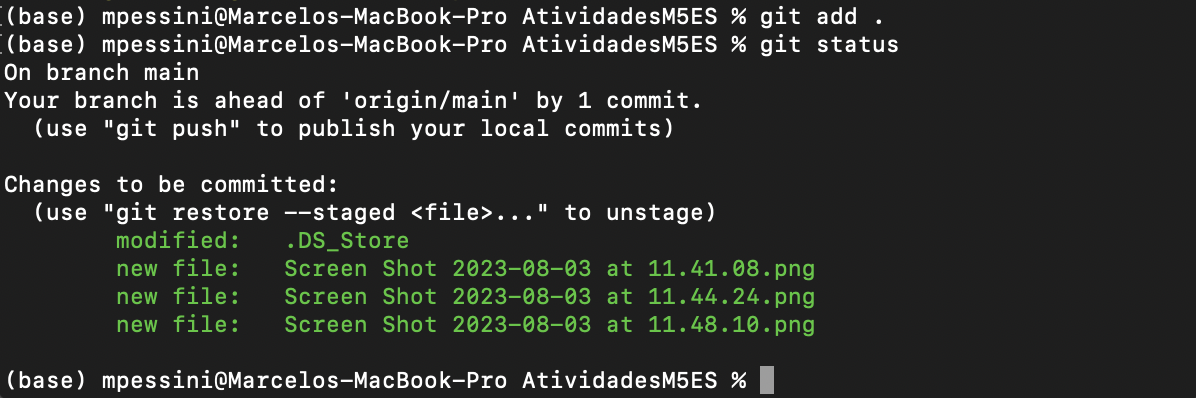 (base) mpessini@Marcelos-MacBook-Pro AtividadesM5ES % git add .
(base) mpessini@Marcelos-MacBook-Pro AtividadesM5ES % git status
On branch main
Your branch is ahead of 'origin/main' by 1 commit.
  (use "git push" to publish your local commits)

Changes to be committed:
  (use "git restore --staged <file>..." to unstage)
        modified:   .DS_Store
        new file:   Screen Shot 2023-08-03 at 11.41.08.png
        new file:   Screen Shot 2023-08-03 at 11.44.24.png
        new file:   Screen Shot 2023-08-03 at 11.48.10.png

(base) mpessini@Marcelos-MacBook-Pro AtividadesM5ES %